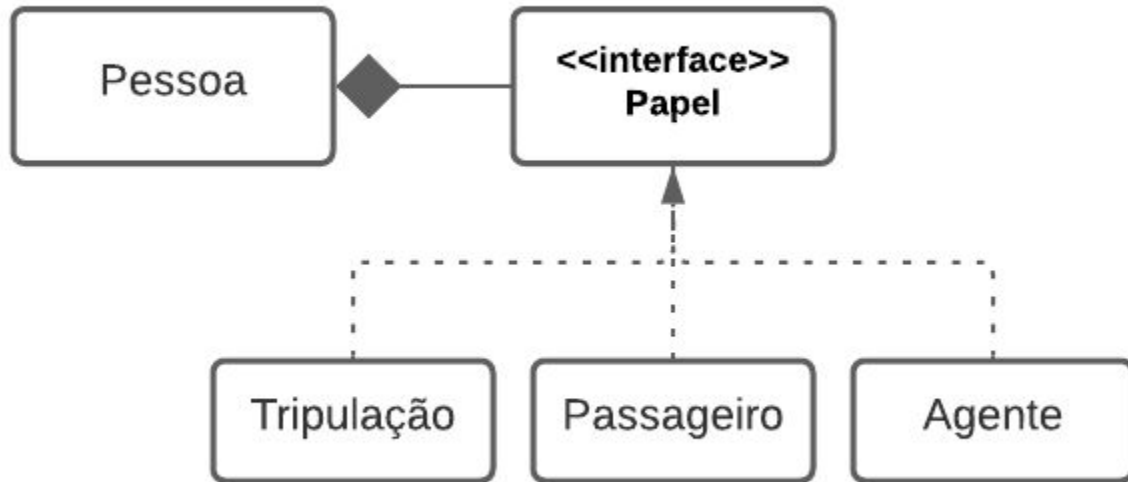 Pessoa
<<interface>>
Papel
Tripulação
Passageiro
Agente